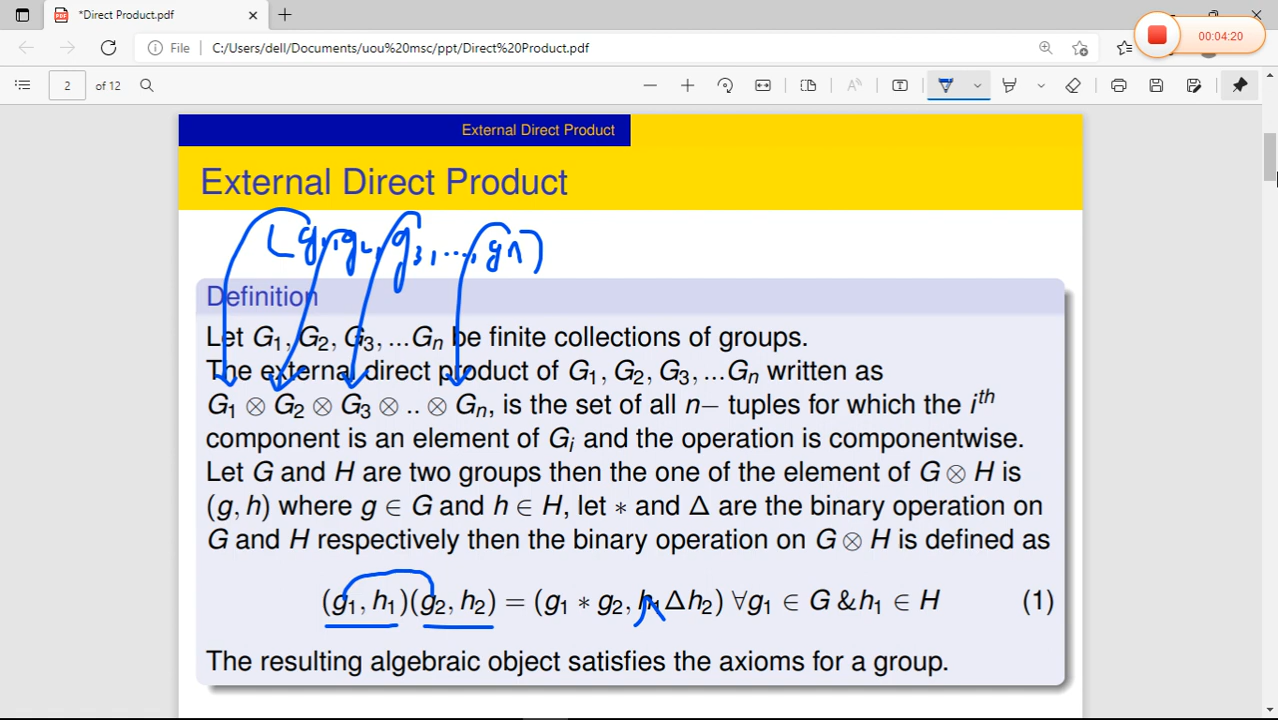 *Direct Product.pdf
00:04:20
File C:/Users/dell/Documents/uou%20msc/ppt/Direct%20Product.pdf
2 of 12
External Direct Product
External Direct Product
(g₁, g₂, g₃, ..., gn)
Definition
Let G₁, G₂, G₃, ...Gₙ be finite collections of groups.
The external direct product of G₁, G₂, G₃, ...Gₙ written as
G₁ ⊗ G₂ ⊗ G₃ ⊗ .. ⊗ Gₙ, is the set of all n− tuples for which the iᵗʰ
component is an element of Gᵢ and the operation is componentwise.
Let G and H are two groups then the one of the element of G ⊗ H is
(g, h) where g ∈ G and h ∈ H, let ∗ and Δ are the binary operation on
G and H respectively then the binary operation on G ⊗ H is defined as
(g₁, h₁)(g₂, h₂) = (g₁ ∗ g₂, h₁Δh₂) ∀g₁ ∈ G &h₁ ∈ H (1)
The resulting algebraic object satisfies the axioms for a group.